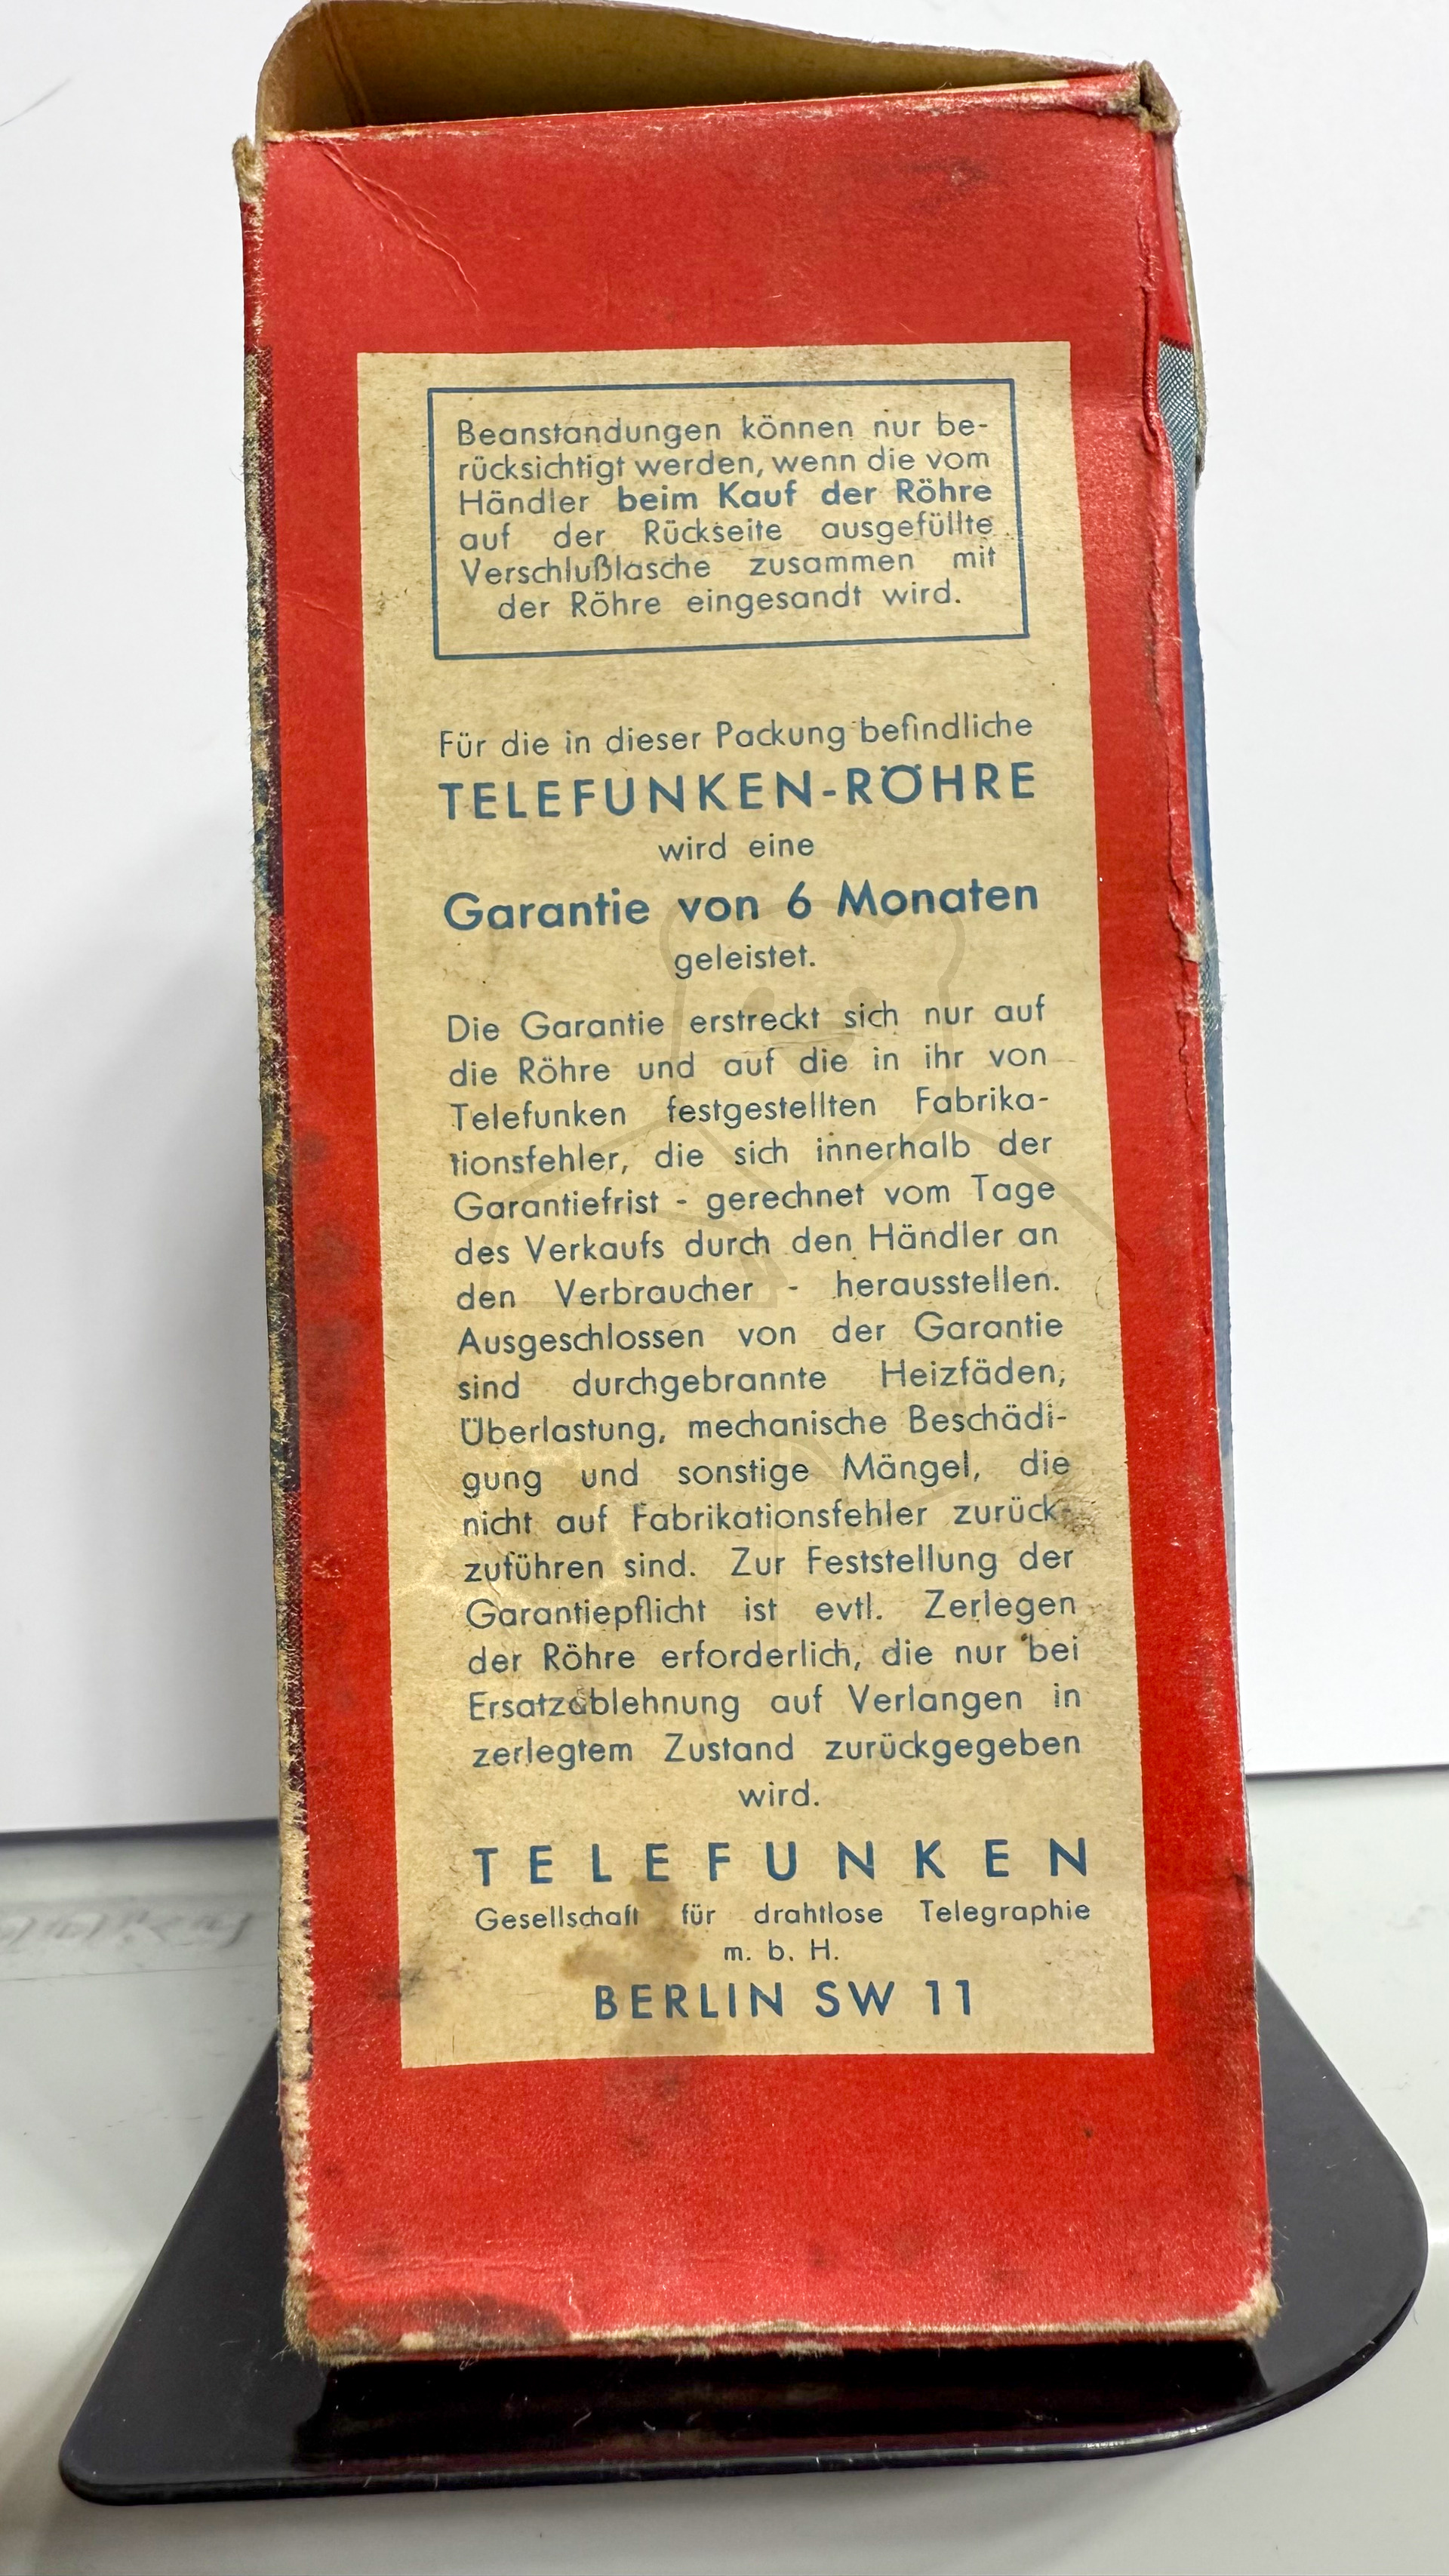 Beanstandungen können nur be-
rücksichtigt werden, wenn die vom
Händler beim Kauf der Röhre
auf der Rückseite ausgefüllte
Verschlußlasche zusammen mit
der Röhre eingesandt wird.
Für die in dieser Packung befindliche
TELEFUNKEN-RÖHRE
wird eine
Garantie von 6 Monaten
geleistet.
Die Garantie erstreckt sich nur auf
die Röhre und auf die in ihr von
Telefunken festgestellten Fabrika-
tionsfehler, die sich innerhalb der
Garantiefrist - gerechnet vom Tage
des Verkaufs durch den Händler an
den Verbraucher - herausstellen.
Ausgeschlossen von der Garantie
sind durchgebrannte Heizfäden,
Überlastung, mechanische Beschädi-
gung und sonstige Mängel, die
nicht auf Fabrikationsfehler zurück-
zuführen sind. Zur Feststellung der
Garantiepflicht ist evtl. Zerlegen
der Röhre erforderlich, die nur bei
Ersatzablehnung auf Verlangen in
zerlegtem Zustand zurückgegeben
wird.
TELEFUNKEN
Gesellschaft für drahtlose Telegraphie
m. b. H.
BERLIN SW 11